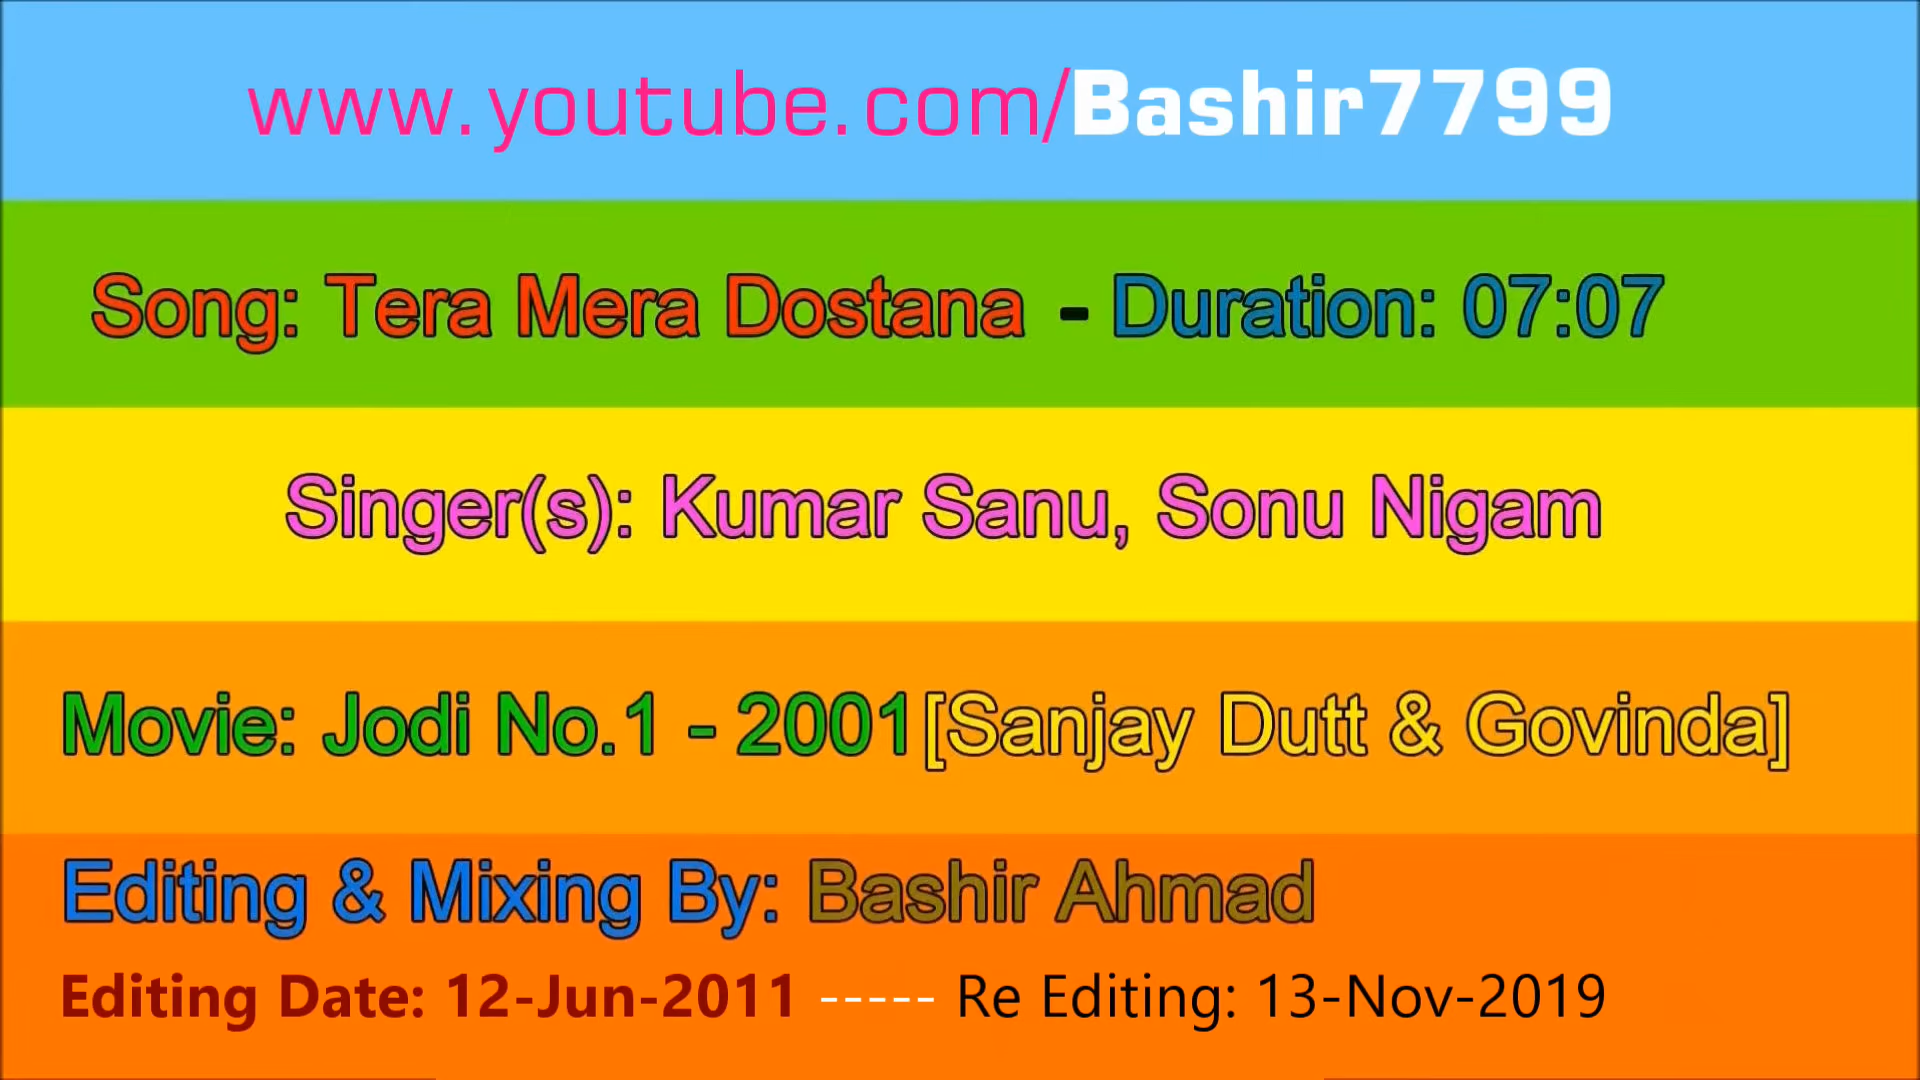 www.youtube.com/Bashir7799
Song: Tera Mera Dostana - Duration: 07:07
Singer(s): Kumar Sanu, Sonu Nigam
Movie: Jodi No.1 - 2001 [Sanjay Dutt & Govinda]
Editing & Mixing By: Bashir Ahmad
Editing Date: 12-Jun-2011 ----- Re Editing: 13-Nov-2019